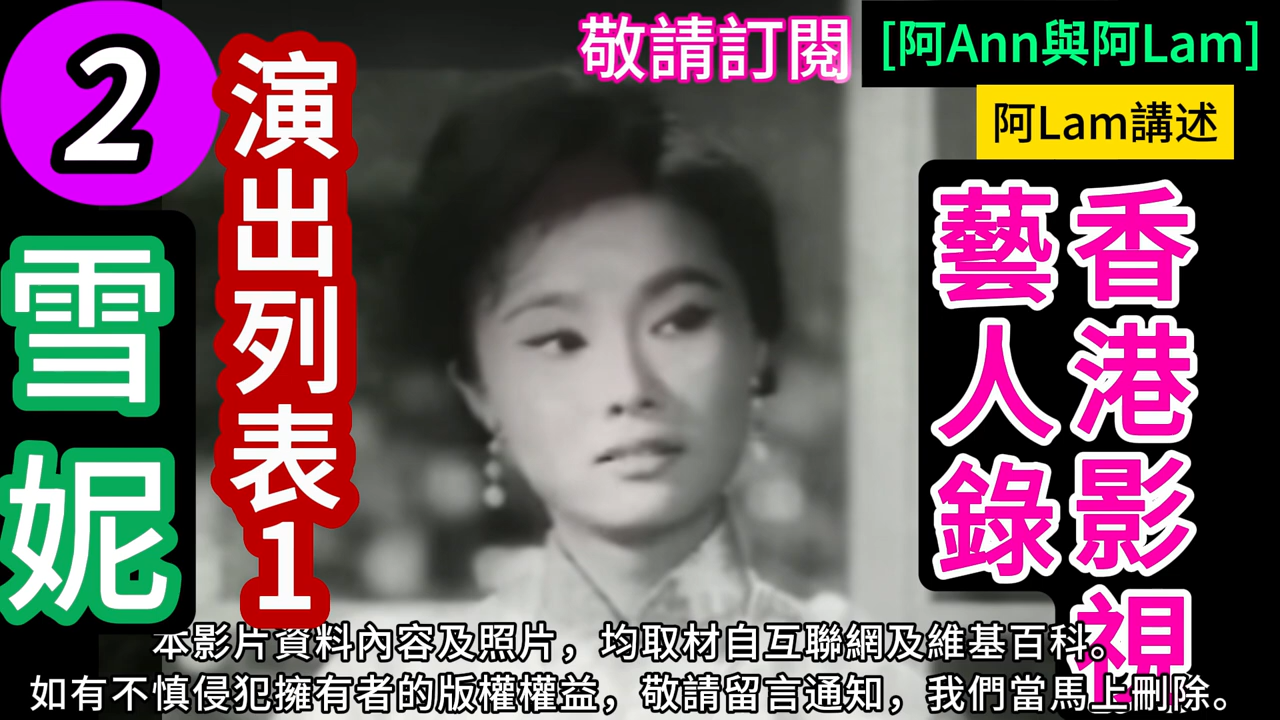 2
雪妮
演出列表1
敬請訂閱
[阿Ann與阿Lam]
阿Lam講述
香港影視
藝人錄
本影片資料內容及照片，均取材自互聯網及維基百科。
如有不慎侵犯擁有者的版權權益，敬請留言通知，我們當馬上刪除。